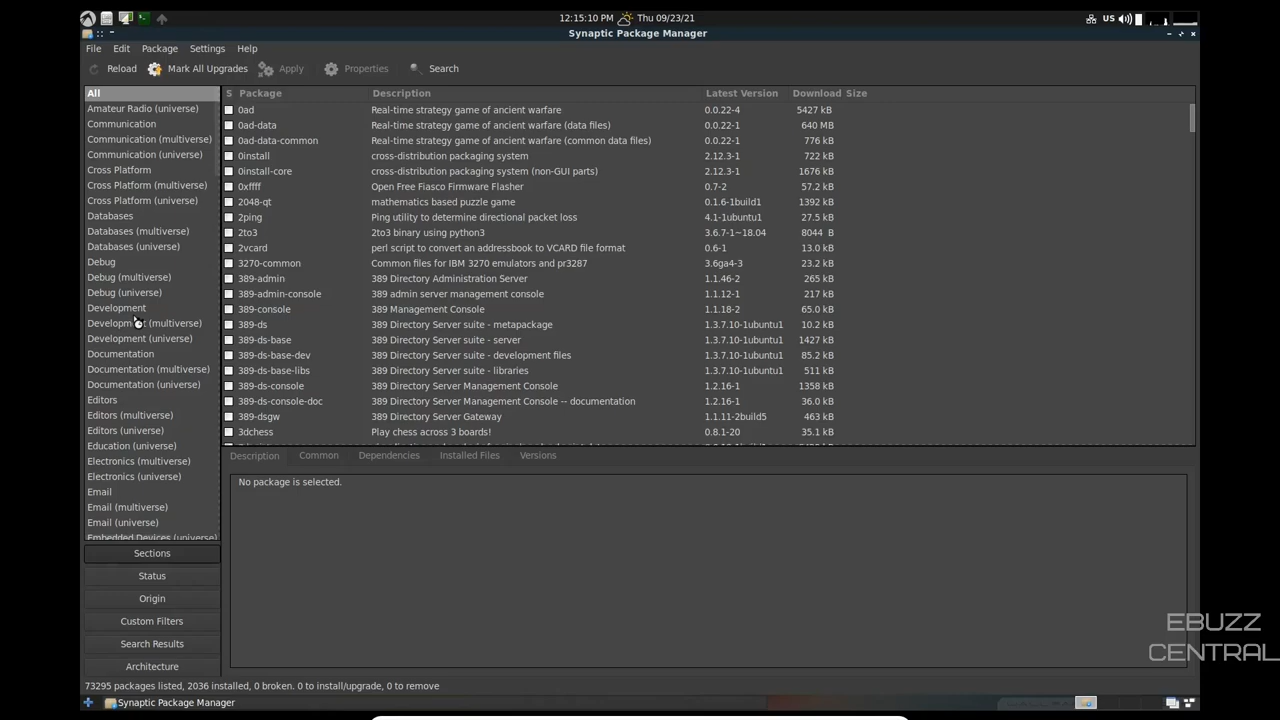 12:15:10 PM Thu 09/23/21 US
Synaptic Package Manager
File Edit Package Settings Help
Reload Mark All Upgrades Apply Properties Search
All
Amateur Radio (universe)
Communication
Communication (multiverse)
Communication (universe)
Cross Platform
Cross Platform (multiverse)
Cross Platform (universe)
Databases
Databases (multiverse)
Databases (universe)
Debug
Debug (multiverse)
Debug (universe)
Development
Development (multiverse)
Development (universe)
Documentation
Documentation (multiverse)
Documentation (universe)
Editors
Editors (multiverse)
Editors (universe)
Education (universe)
Electronics (multiverse)
Electronics (universe)
Email
Email (multiverse)
Email (universe)
Embedded Devices (universe)
Sections
Status
Origin
Custom Filters
Search Results
Architecture
S Package Description Latest Version Download Size
0ad Real-time strategy game of ancient warfare 0.0.22-4 5427 kB
0ad-data Real-time strategy game of ancient warfare (data files) 0.0.22-1 640 MB
0ad-data-common Real-time strategy game of ancient warfare (common data files) 0.0.22-1 776 kB
0install cross-distribution packaging system 2.12.3-1 722 kB
0install-core cross-distribution packaging system (non-GUI parts) 2.12.3-1 1676 kB
0xffff Open Free Fiasco Firmware Flasher 0.7-2 57.2 kB
2048-qt mathematics based puzzle game 0.1.6-1build1 1392 kB
2ping Ping utility to determine directional packet loss 4.1-1ubuntu1 27.5 kB
2to3 2to3 binary using python3 3.6.7-1~18.04 8044 B
2vcard perl script to convert an addressbook to VCARD file format 0.6-1 13.0 kB
3270-common Common files for IBM 3270 emulators and pr3287 3.6ga4-3 23.2 kB
389-admin 389 Directory Administration Server 1.1.46-2 265 kB
389-admin-console 389 admin server management console 1.1.12-1 217 kB
389-console 389 Management Console 1.1.18-2 65.0 kB
389-ds 389 Directory Server suite - metapackage 1.3.7.10-1ubuntu1 10.2 kB
389-ds-base 389 Directory Server suite - server 1.3.7.10-1ubuntu1 1427 kB
389-ds-base-dev 389 Directory Server suite - development files 1.3.7.10-1ubuntu1 85.2 kB
389-ds-base-libs 389 Directory Server suite - libraries 1.3.7.10-1ubuntu1 511 kB
389-ds-console 389 Directory Server Management Console 1.2.16-1 1358 kB
389-ds-console-doc 389 Directory Server Management Console -- documentation 1.2.16-1 36.0 kB
389-dsgw 389 Directory Server Gateway 1.1.11-2build5 463 kB
3dchess Play chess across 3 boards! 0.8.1-20 35.1 kB
Description Common Dependencies Installed Files Versions
No package is selected.
EBUZZ
CENTRAL
73295 packages listed, 2036 installed, 0 broken. 0 to install/upgrade, 0 to remove
Synaptic Package Manager